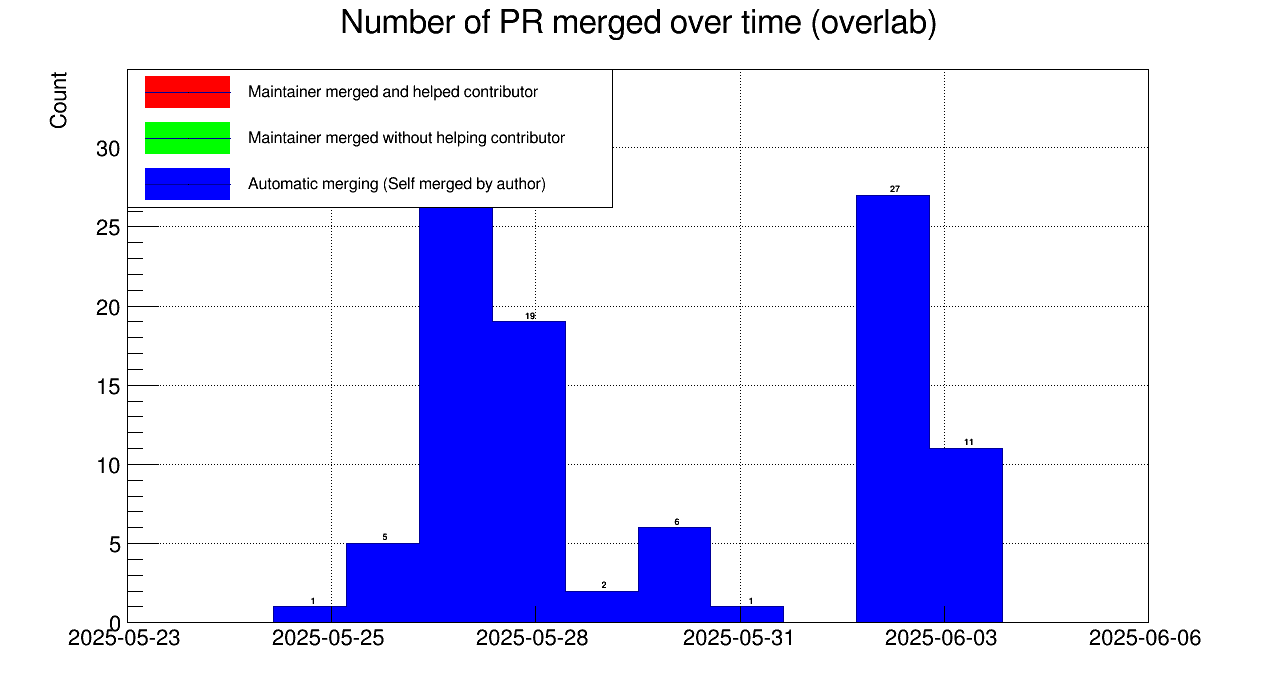 Number of PR merged over time (overlab)
Count
Maintainer merged and helped contributor
Maintainer merged without helping contributor
Automatic merging (Self merged by author)
30
25
20
15
10
5
0
1
5
19
2
6
1
27
11
2025-05-23 2025-05-25 2025-05-28 2025-05-31 2025-06-03 2025-06-06